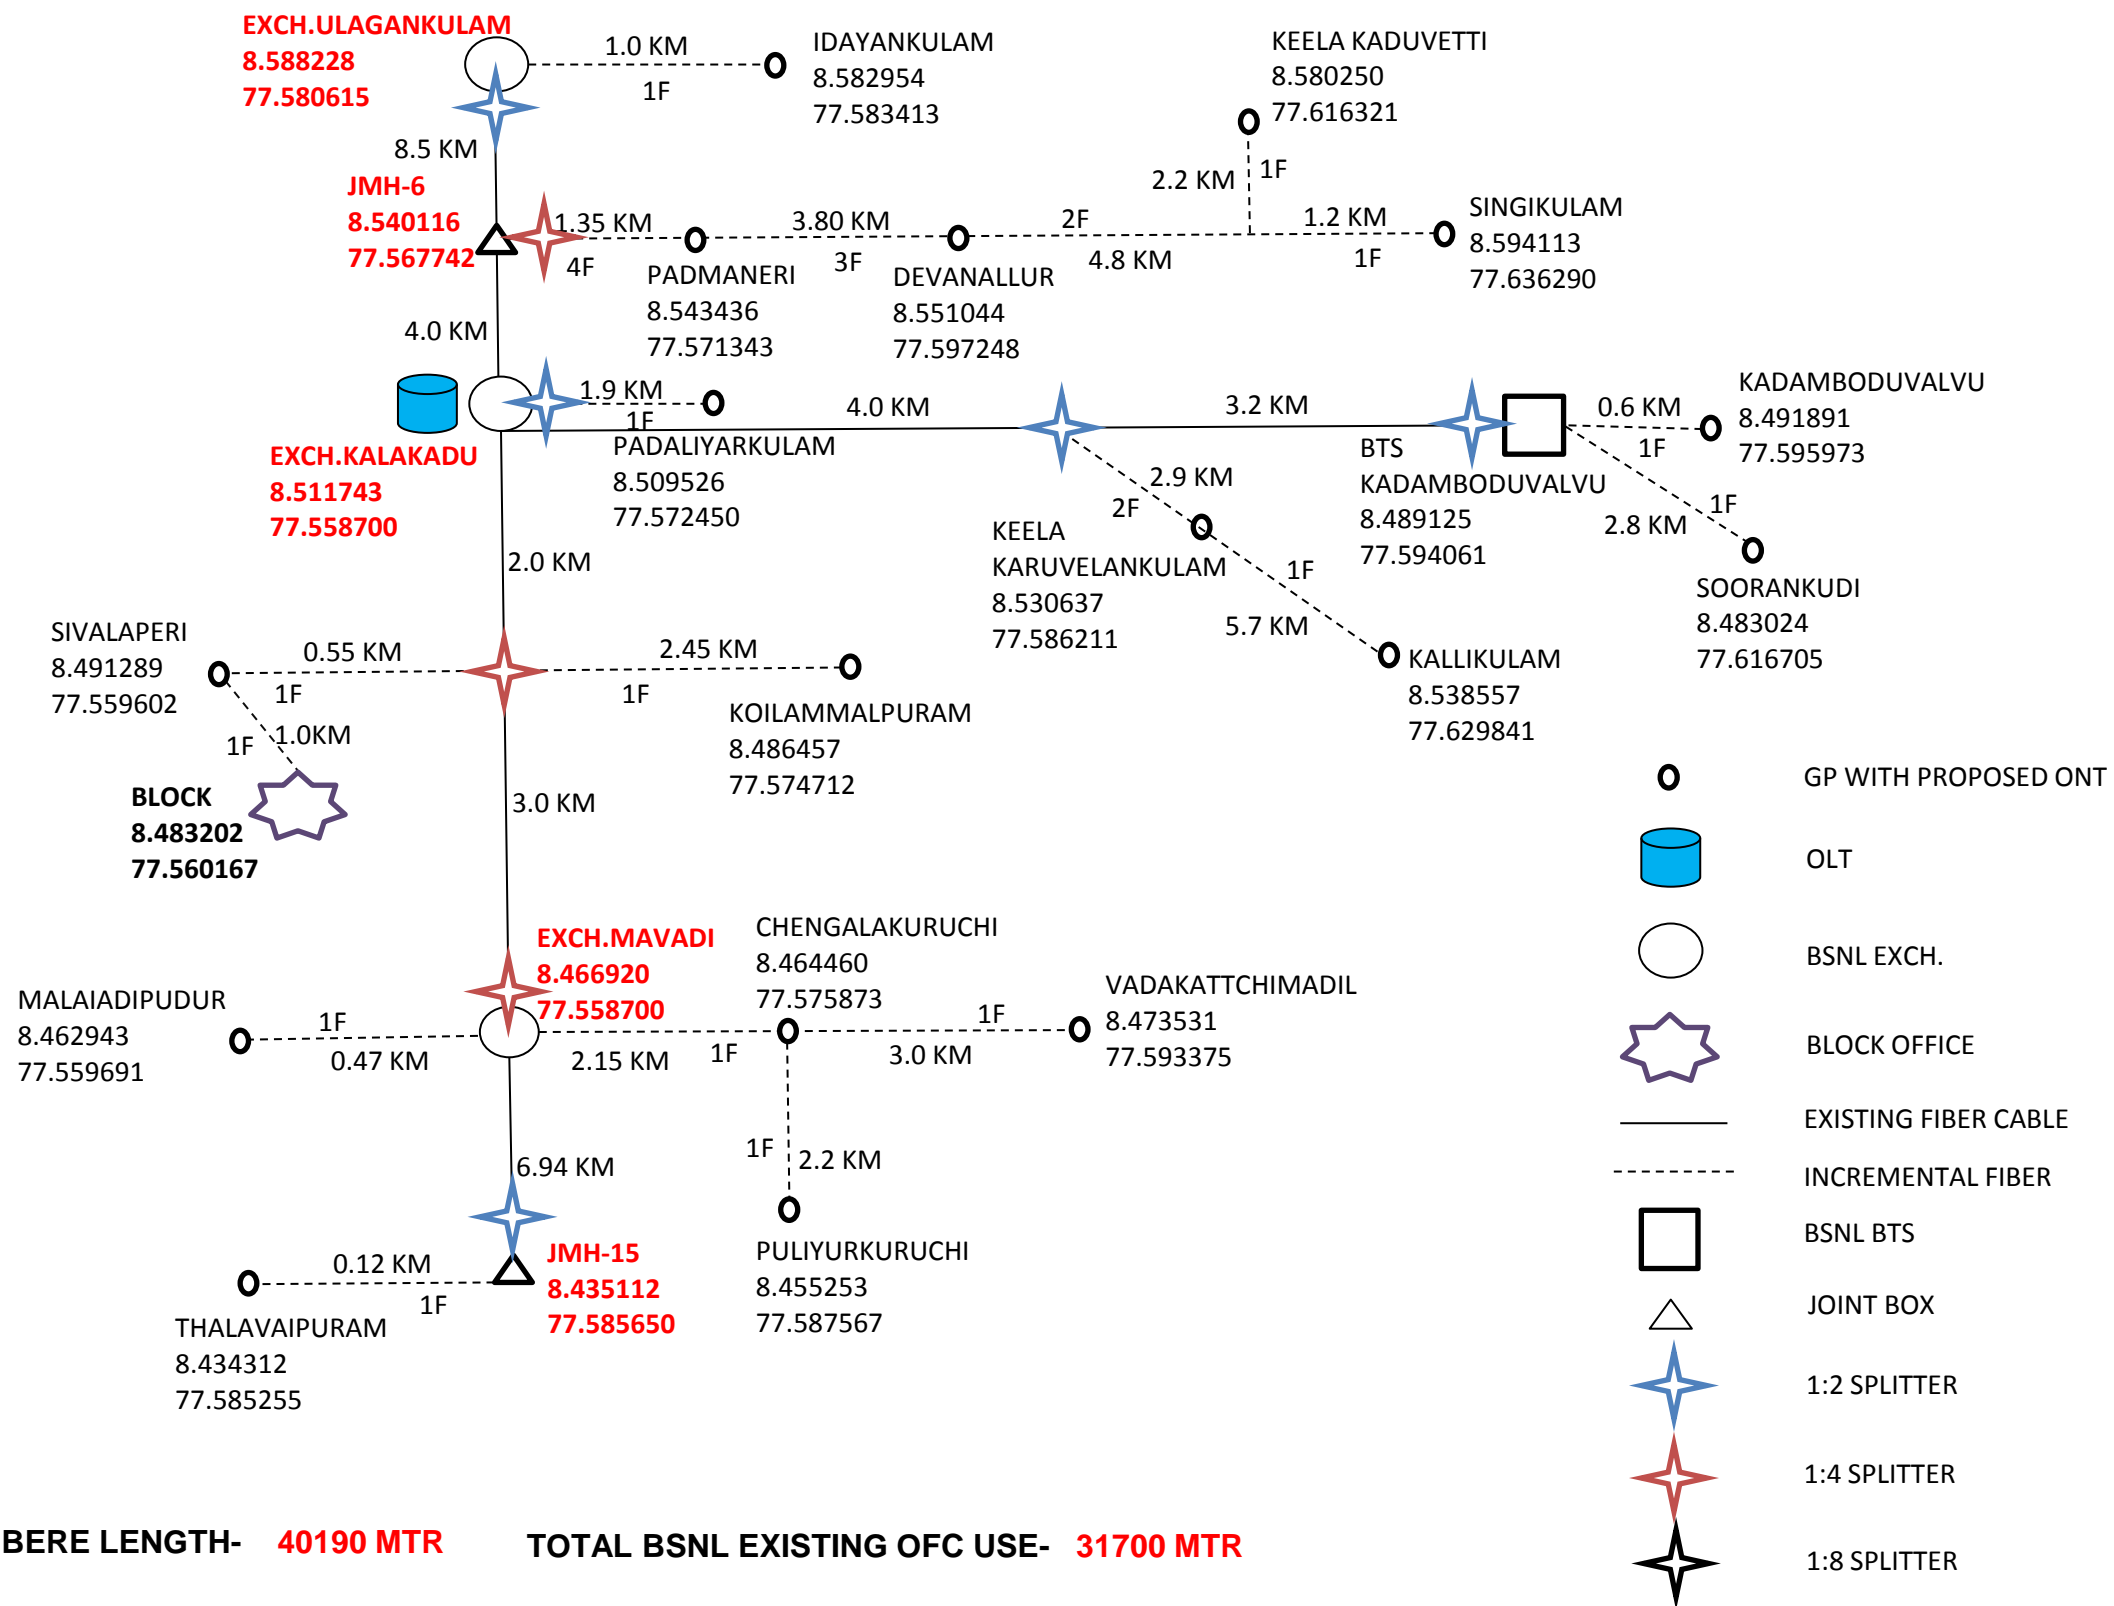 EXCH.ULAGANKULAM
8.588228
77.580615
1.0 KM
1F
IDAYANKULAM
8.582954
77.583413
KEELA KADUVETTI
8.580250
77.616321
8.5 KM
JMH-6
8.540116
77.567742
1.35 KM
4F
PADMANERI
8.543436
77.571343
3.80 KM
3F
DEVANALLUR
8.551044
77.597248
2F
4.8 KM
2.2 KM
1F
1.2 KM
1F
SINGIKULAM
8.594113
77.636290
4.0 KM
EXCH.KALAKADU
8.511743
77.558700
1.9 KM
1F
PADALIYARKULAM
8.509526
77.572450
4.0 KM
3.2 KM
BTS
KADAMBODUVALVU
8.489125
77.594061
0.6 KM
1F
KADAMBODUVALVU
8.491891
77.595973
1F
2.8 KM
SOORANKUDI
8.483024
77.616705
2.9 KM
2F
KEELA
KARUVELANKULAM
8.530637
77.586211
1F
5.7 KM
KALLIKULAM
8.538557
77.629841
2.0 KM
SIVALAPERI
8.491289
77.559602
0.55 KM
1F
2.45 KM
1F
KOILAMMALPURAM
8.486457
77.574712
1F
1.0KM
BLOCK
8.483202
77.560167
3.0 KM
EXCH.MAVADI
8.466920
77.558700
MALAIADIPUDUR
8.462943
77.559691
1F
0.47 KM
2.15 KM
1F
CHENGALAKURUCHI
8.464460
77.575873
1F
3.0 KM
VADAKATTCHIMADIL
8.473531
77.593375
1F
2.2 KM
PULIYURKURUCHI
8.455253
77.587567
6.94 KM
JMH-15
8.435112
77.585650
0.12 KM
1F
THALAVAIPURAM
8.434312
77.585255
GP WITH PROPOSED ONT
OLT
BSNL EXCH.
BLOCK OFFICE
EXISTING FIBER CABLE
INCREMENTAL FIBER
BSNL BTS
JOINT BOX
1:2 SPLITTER
1:4 SPLITTER
1:8 SPLITTER
BERE LENGTH- 40190 MTR TOTAL BSNL EXISTING OFC USE- 31700 MTR